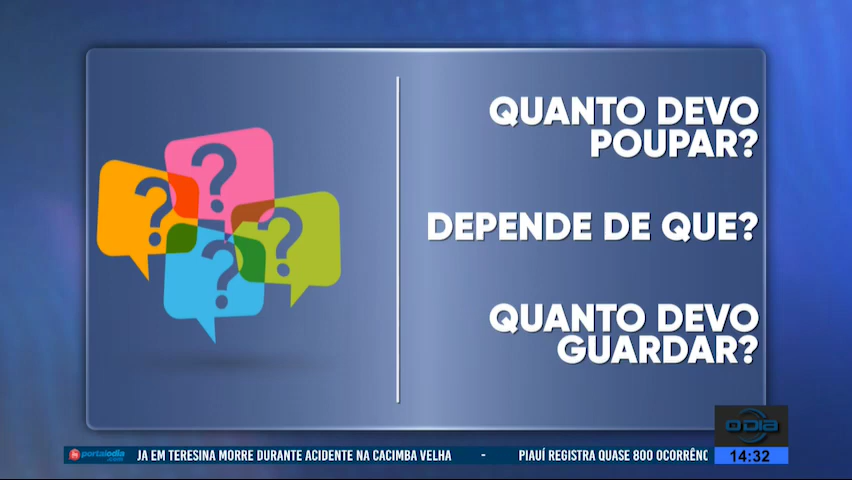 QUANTO DEVO
POUPAR?
DEPENDE DE QUE?
QUANTO DEVO
GUARDAR?
? ? ? ?
O DIA
14:32
portalodia
JA EM TERESINA MORRE DURANTE ACIDENTE NA CACIMBA VELHA - PIAUÍ REGISTRA QUASE 800 OCORRÊNC